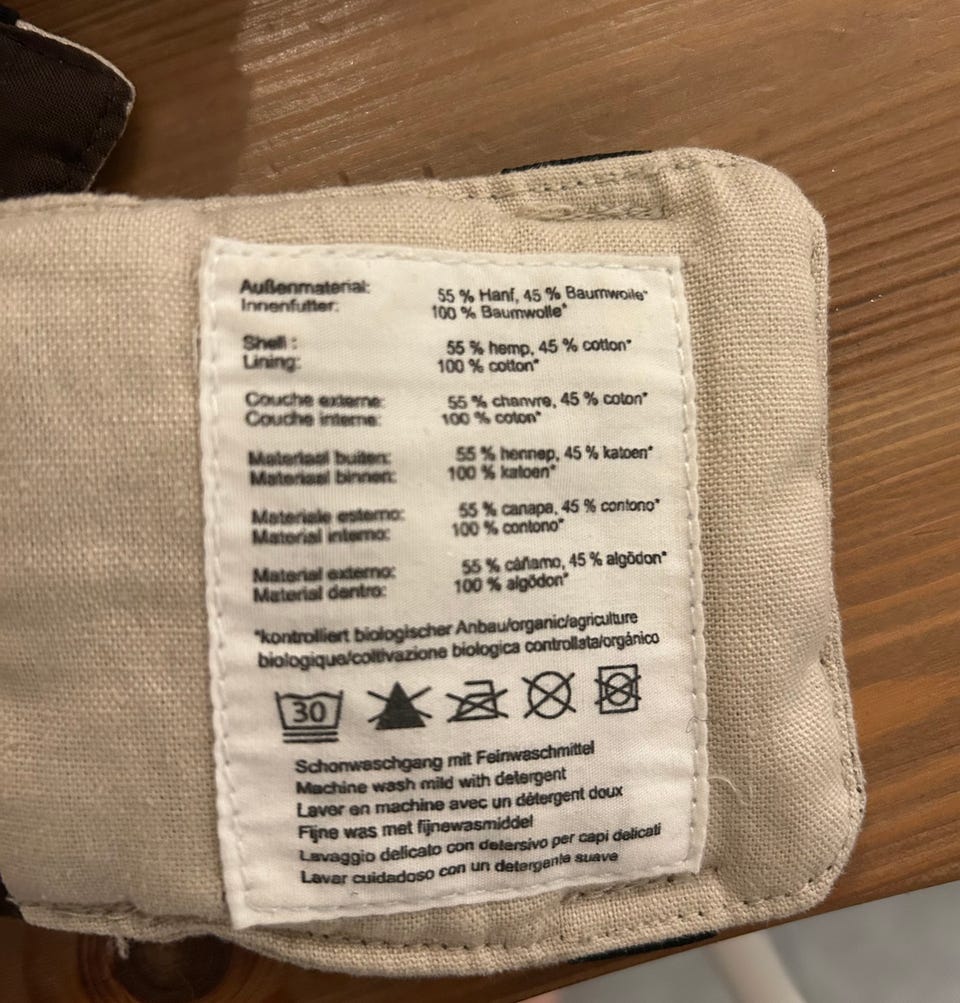 Außenmaterial: 55 % Hanf, 45 % Baumwolle*
Innenfutter: 100 % Baumwolle*
Shell : 55 % hemp, 45 % cotton*
Lining: 100 % cotton*
Couche externe: 55 % chanvre, 45 % coton*
Couche interne: 100 % coton*
Materiaal buiten: 55 % hennep, 45 % katoen*
Materiaal binnen: 100 % katoen*
Materiale esterno: 55 % canapa, 45 % contono*
Material interno: 100 % contono*
Material externo: 55 % cáñamo, 45 % algõdon*
Material dentro: 100 % algõdon*
*kontrolliert biologischer Anbau/organic/agriculture
biologique/coltivazione biologica controllata/orgánico
30
Schonwaschgang mit Feinwaschmittel
Machine wash mild with detergent
Laver en machine avec un détergent doux
Fijne was met fijnewasmiddel
Lavaggio delicato con detersivo per capi delicati
Lavar cuidadoso con un detergente suave